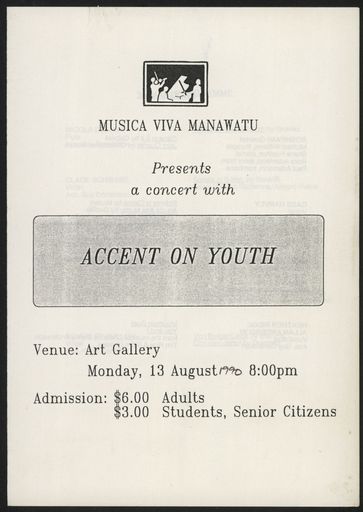 MUSICA VIVA MANAWATU
Presents
a concert with
ACCENT ON YOUTH
Venue: Art Gallery
Monday, 13 August 1990 8:00pm
Admission: $6.00 Adults
$3.00 Students, Senior Citizens